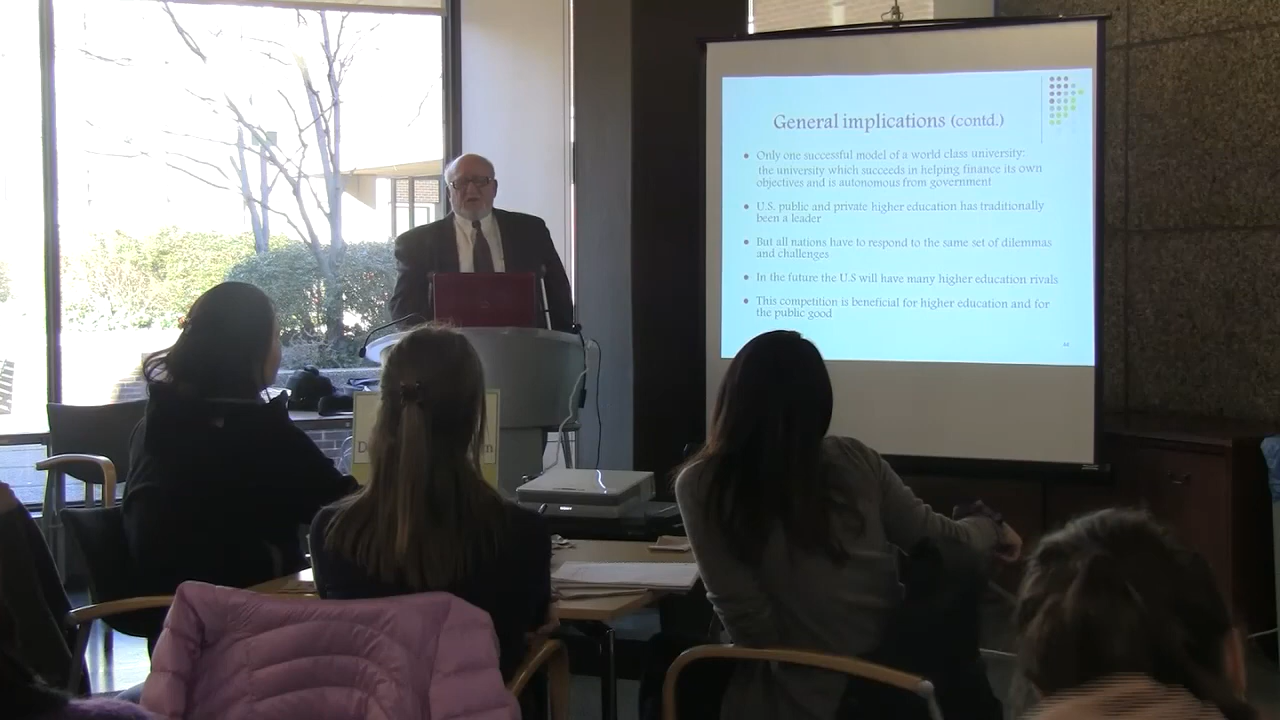 General implications (contd.)
• Only one successful model of a world class university:
the university which succeeds in helping finance its own
objectives and is autonomous from government
• U.S. public and private higher education has traditionally
been a leader
• But all nations have to respond to the same set of dilemmas
and challenges
• In the future the U.S will have many higher education rivals
• This competition is beneficial for higher education and for
the public good